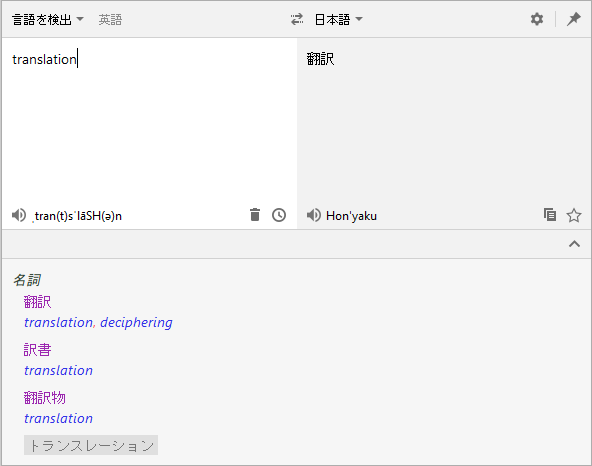 言語を検出 英語 日本語
translation
翻訳
ˌtran(t)sˈlāSH(ə)n
Hon'yaku
名詞
翻訳
translation, deciphering
訳書
translation
翻訳物
translation
トランスレーション